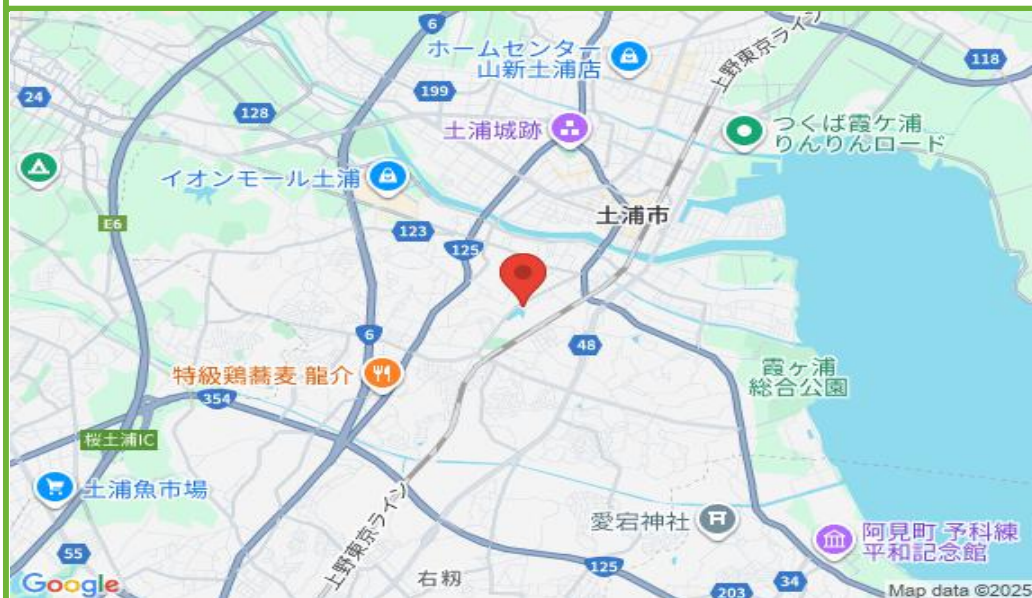 6
118
ホームセンター
山新土浦店
上野東京ライン
24
199
128
土浦城跡
つくば霞ケ浦
りんりんロード
イオンモール土浦
土浦市
E6
123
125
6
48
霞ケ浦
総合公園
特級鶏蕎麦 龍介
354
桜土浦IC
土浦魚市場
上野東京ライン
愛宕神社
阿見町 予科練
平和記念館
55
右籾
125
34
203
Google
Map data ©2025